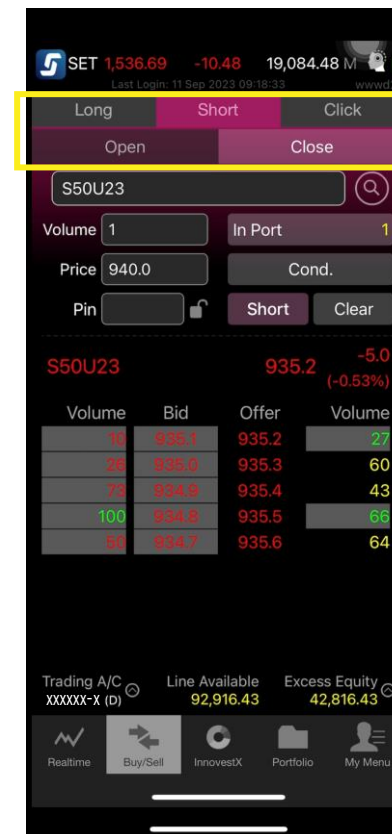 SET 1,536.69 -10.48 19,084.48 M
Last Login: 11 Sep 2023 09:18:33 wwwd
Long Short Click
Open Close
S50U23
Volume 1 In Port 1
Price 940.0 Cond.
Pin Short Clear
S50U23 935.2 -5.0
(-0.53%)
Volume Bid Offer Volume
10 935.1 935.2 27
26 935.0 935.3 60
73 934.9 935.4 43
100 934.8 935.5 66
50 934.7 935.6 64
Trading A/C Line Available Excess Equity
XXXXXX-X (D) 92,916.43 42,816.43
Realtime Buy/Sell InnovestX Portfolio My Menu